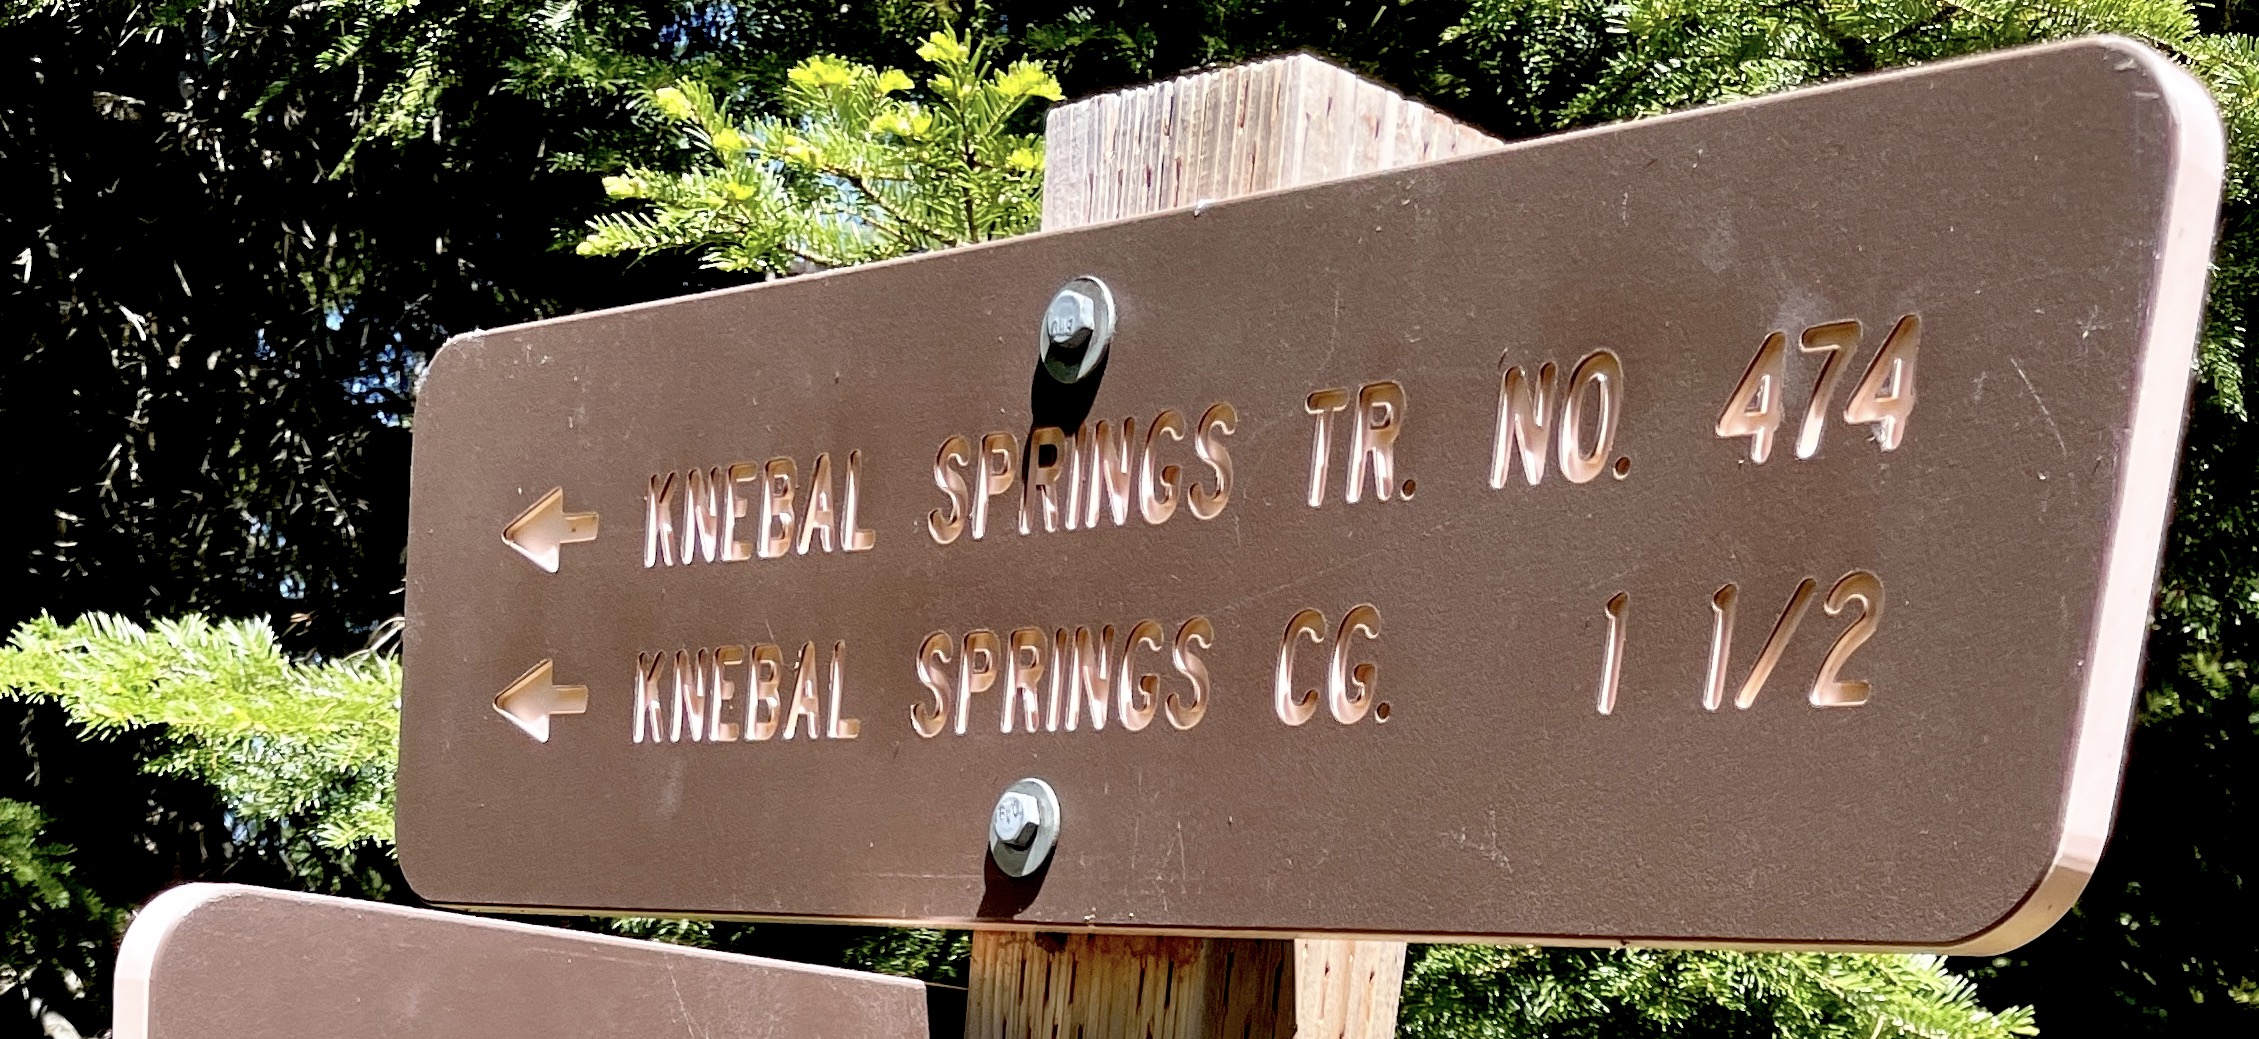 ← KNEBAL SPRINGS TR. NO. 474
← KNEBAL SPRINGS CG. 1 1/2